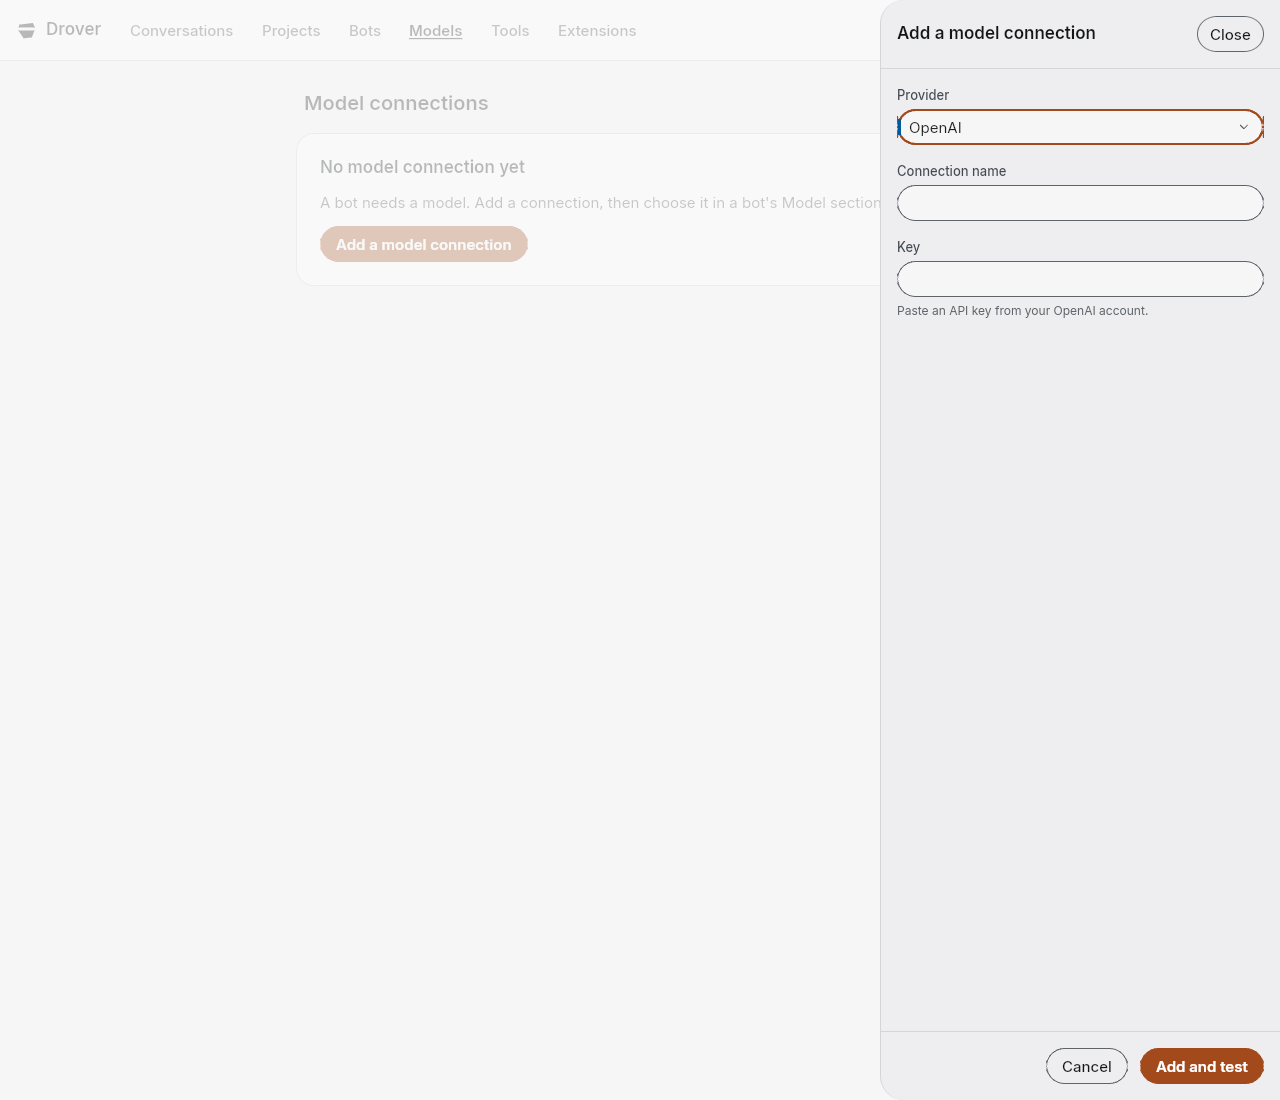 Drover
Conversations
Projects
Bots
Models
Tools
Extensions
Model connections
No model connection yet
A bot needs a model. Add a connection, then choose it in a bot's Model section
Add a model connection
Add a model connection
Close
Provider
OpenAI
Connection name
Key
Paste an API key from your OpenAI account.
Cancel
Add and test